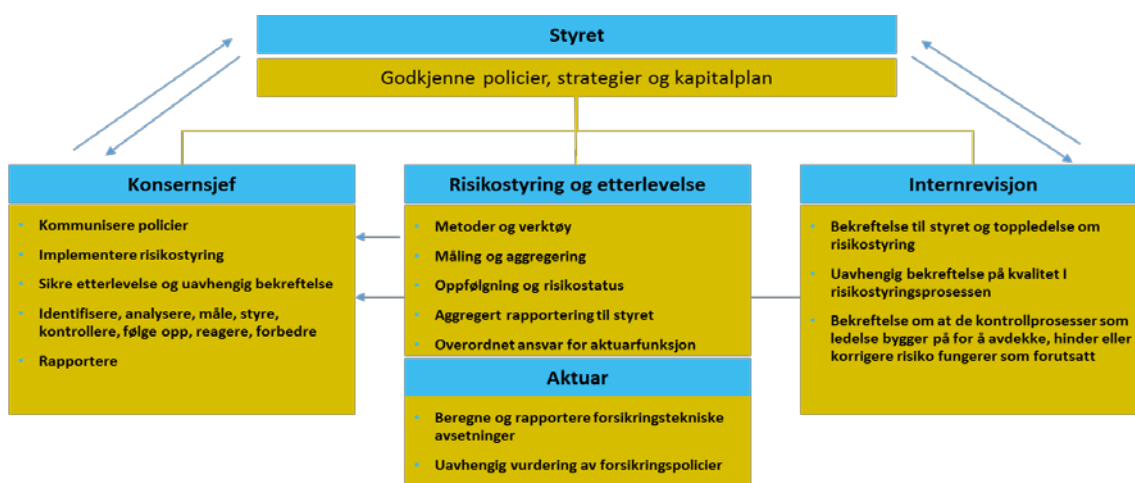 Styret
Godkjenne policier, strategier og kapitalplan
Konsernsjef
• Kommunisere policier
• Implementere risikostyring
• Sikre etterlevelse og uavhengig bekreftelse
• Identifisere, analysere, måle, styre,
kontrollere, følge opp, reagere, forbedre
• Rapportere
Risikostyring og etterlevelse
• Metoder og verktøy
• Måling og aggregering
• Oppfølgning og risikostatus
• Aggregert rapportering til styret
• Overordnet ansvar for aktuarfunksjon
Aktuar
• Beregne og rapportere forsikringstekniske
avsetninger
• Uavhengig vurdering av forsikringspolicier
Internrevisjon
• Bekreftelse til styret og toppledelse om
risikostyring
• Uavhengig bekreftelse på kvalitet I
risikostyringsprosessen
• Bekreftelse om at de kontrollprosesser som
ledelse bygger på for å avdekke, hinder eller
korrigere risiko fungerer som forutsatt